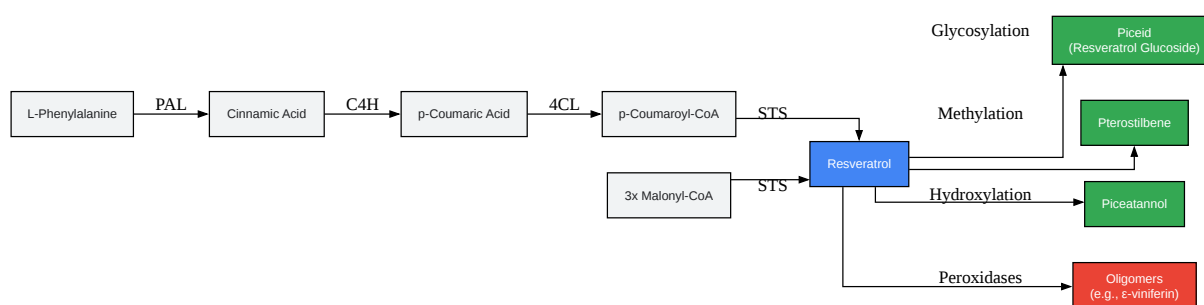 Glycosylation
Piceid
(Resveratrol Glucoside)
L-Phenylalanine
PAL
Cinnamic Acid
C4H
p-Coumaric Acid
4CL
p-Coumaroyl-CoA
STS
Methylation
Pterostilbene
Resveratrol
3x Malonyl-CoA
STS
Hydroxylation
Piceatannol
Peroxidases
Oligomers
(e.g., ε-viniferin)